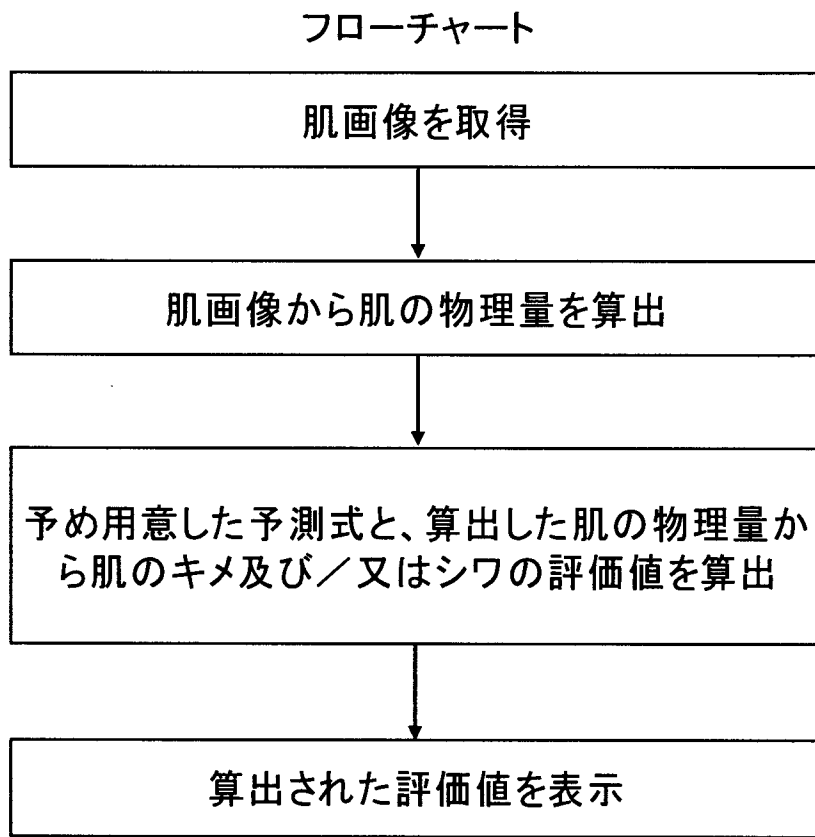 フローチャート
肌画像を取得
肌画像から肌の物理量を算出
予め用意した予測式と、算出した肌の物理量か
ら肌のキメ及び／又はシワの評価値を算出
算出された評価値を表示